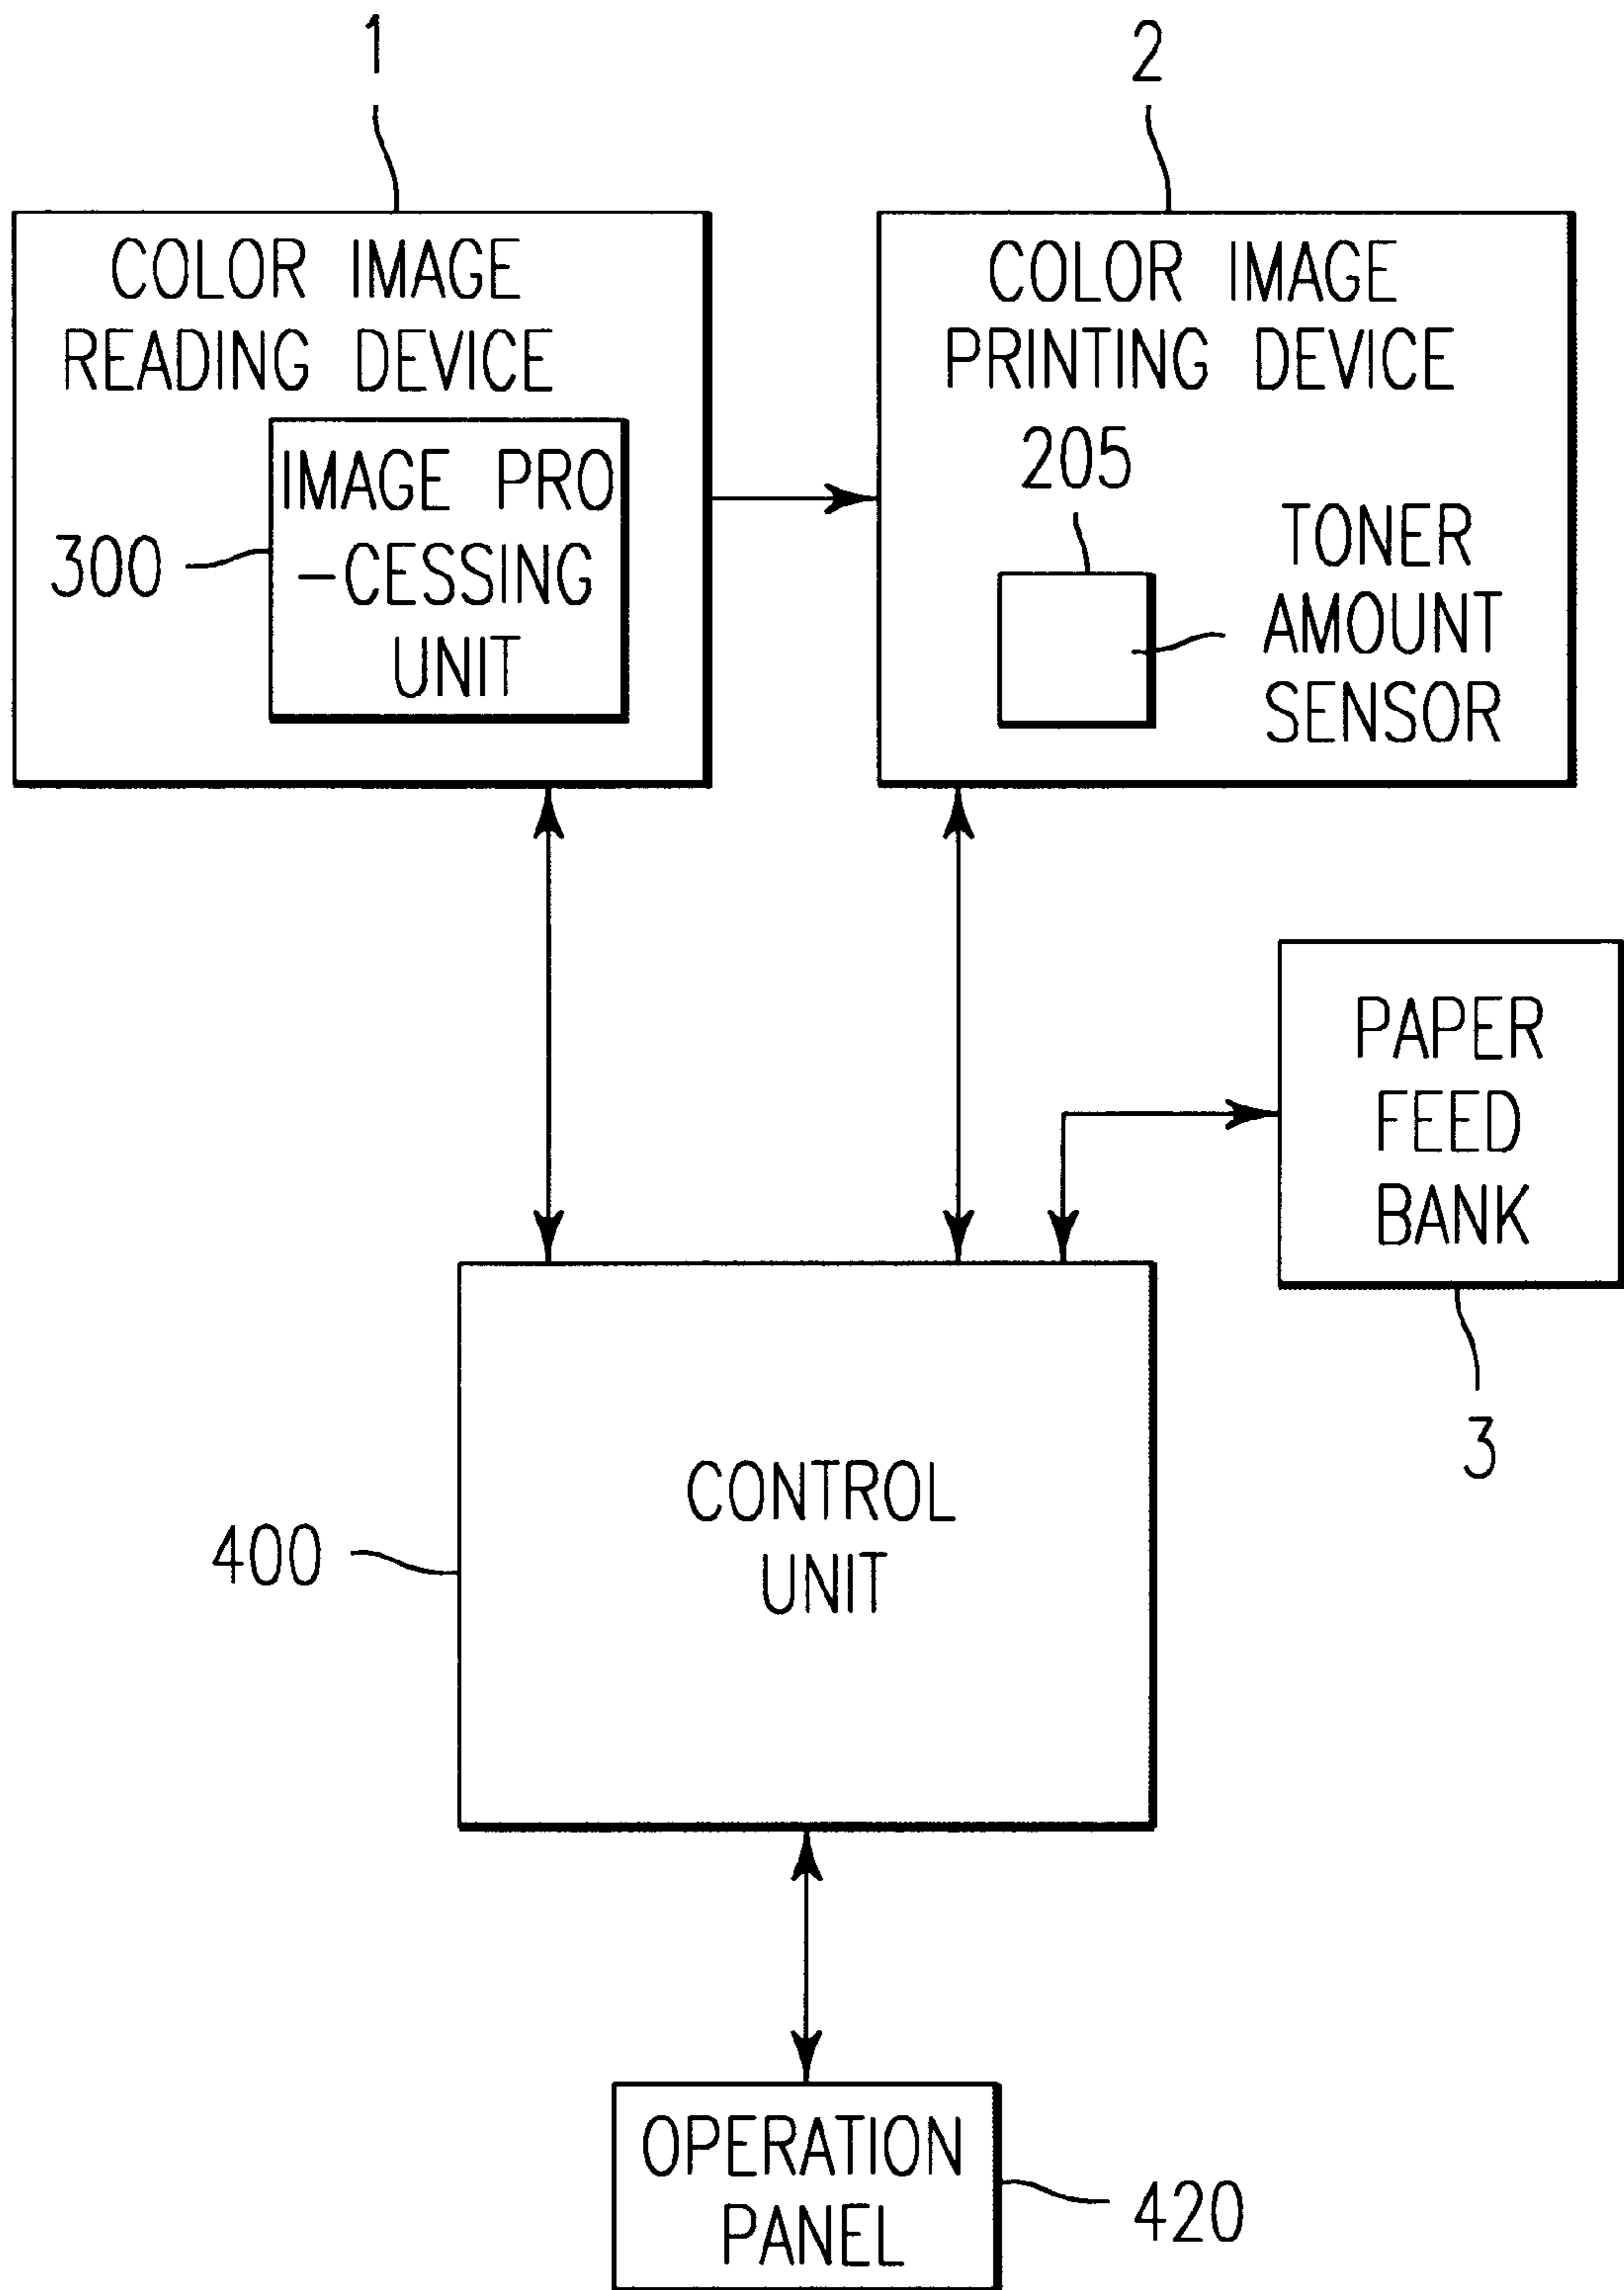 1
2
COLOR IMAGE
READING DEVICE
IMAGE PRO
-CESSING
UNIT
300
COLOR IMAGE
PRINTING DEVICE
205
TONER
AMOUNT
SENSOR
PAPER
FEED
BANK
3
CONTROL
UNIT
400
OPERATION
PANEL
420